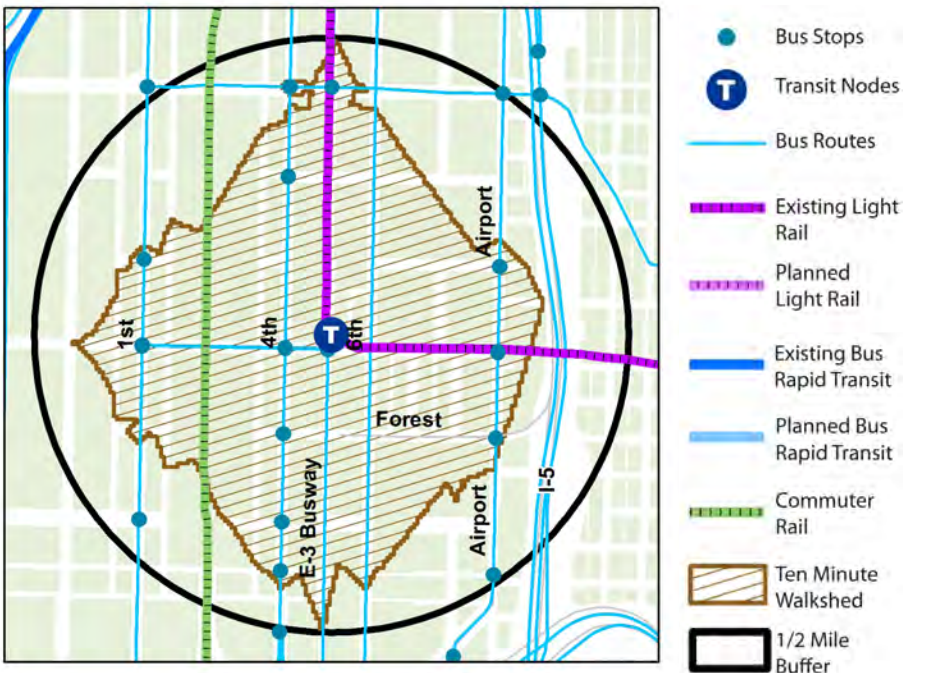 Airport
1st
4th
T
6th
Forest
E-3 Busway
Airport
I-5
Bus Stops
T
Transit Nodes
Bus Routes
Existing Light
Rail
Planned
Light Rail
Existing Bus
Rapid Transit
Planned Bus
Rapid Transit
Commuter
Rail
Ten Minute
Walkshed
1/2 Mile
Buffer